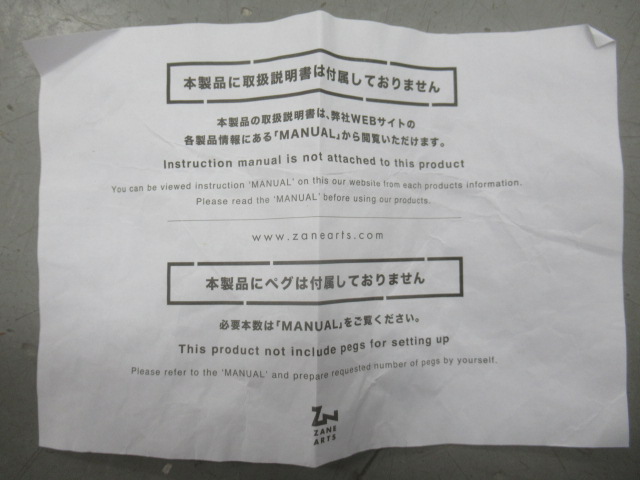 本製品に取扱説明書は付属しておりません
本製品の取扱説明書は、弊社WEBサイトの
各製品情報にある「MANUAL」から閲覧いただけます。
Instruction manual is not attached to this product
You can be viewed instruction 'MANUAL' on this our website from each products information.
Please read the 'MANUAL' before using our products.
www.zanearts.com
本製品にペグは付属しておりません
必要本数は「MANUAL」をご覧ください。
This product not include pegs for setting up
Please refer to the 'MANUAL' and prepare requested number of pegs by yourself.
ZANE
ARTS